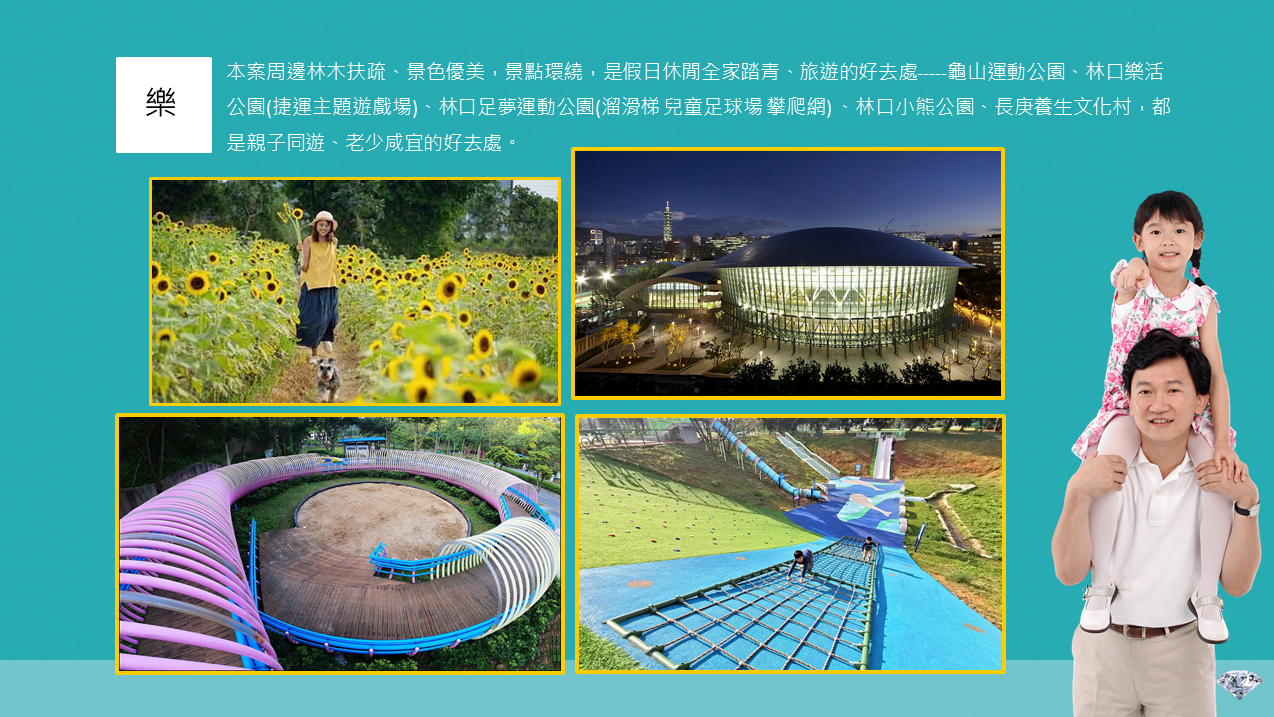 樂
本案周邊林木扶疏、景色優美，景點環繞，是假日休閒全家踏青、旅遊的好去處-----龜山運動公園、林口樂活
公園(捷運主題遊戲場)、林口足夢運動公園(溜滑梯 兒童足球場 攀爬網) 、林口小熊公園、長庚養生文化村，都
是親子同遊、老少咸宜的好去處。